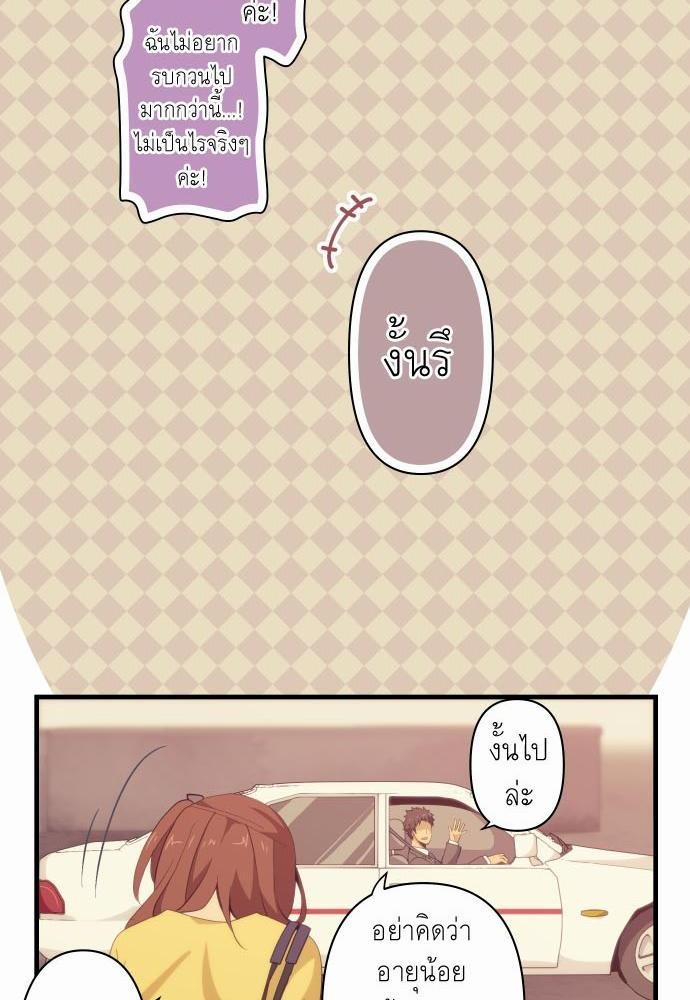 ค่ะ!
ฉันไม่อยาก
รบกวนไป
มากกว่านี้...!
ไม่เป็นไรจริงๆ
ค่ะ!
งั้นรึ
งั้นไป
ล่ะ
อย่าคิดว่า
อายุน้อย